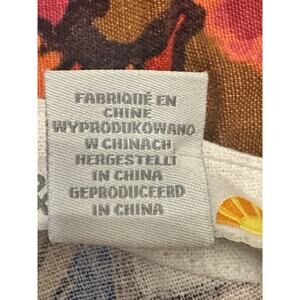 FABRIQUÉ EN
CHINE
WYPRODUKOWANO
W CHINACH
HERGESTELLT
IN CHINA
GEPRODUCEERD
IN CHINA